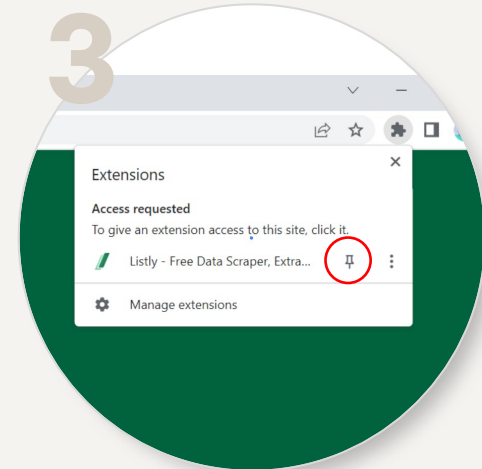 3
Extensions
Access requested
To give an extension access to this site, click it.
Listly - Free Data Scraper, Extra...
Manage extensions